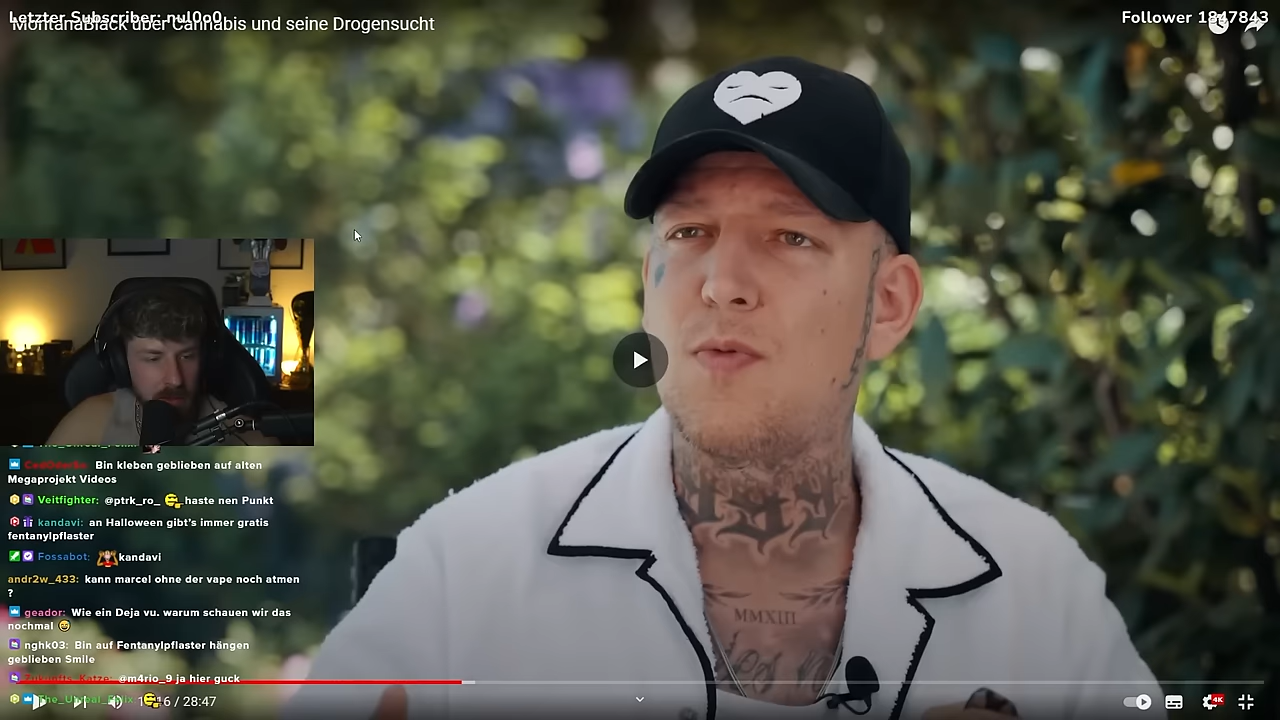 Letzter Subscriber: nul0o0
MontanaBlack über Cannabis und seine Drogensucht
Follower 1847843
Bin kleben geblieben auf alten
Megaprojekt Videos
Veitfighter: @ptrk_ro_ haste nen Punkt
kandavi: an Halloween gibt's immer gratis
fentanylpflaster
Fossabot: kandavi
andr2w_433: kann marcel ohne der vape noch atmen
?
geador: Wie ein Deja vu. warum schauen wir das
nochmal
nghk03: Bin auf Fentanylpflaster hängen
geblieben Smile
@m4rio_9 ja hier guck
/ 28:47
4K
MMXIII